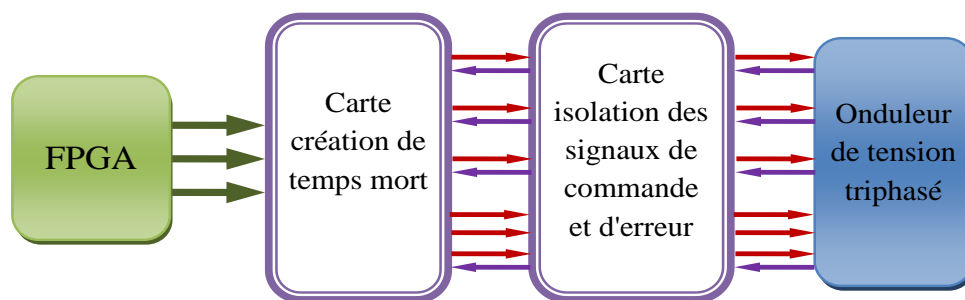 FPGA
Carte
création de
temps mort
Carte
isolation des
signaux de
commande
et d'erreur
Onduleur
de tension
triphasé